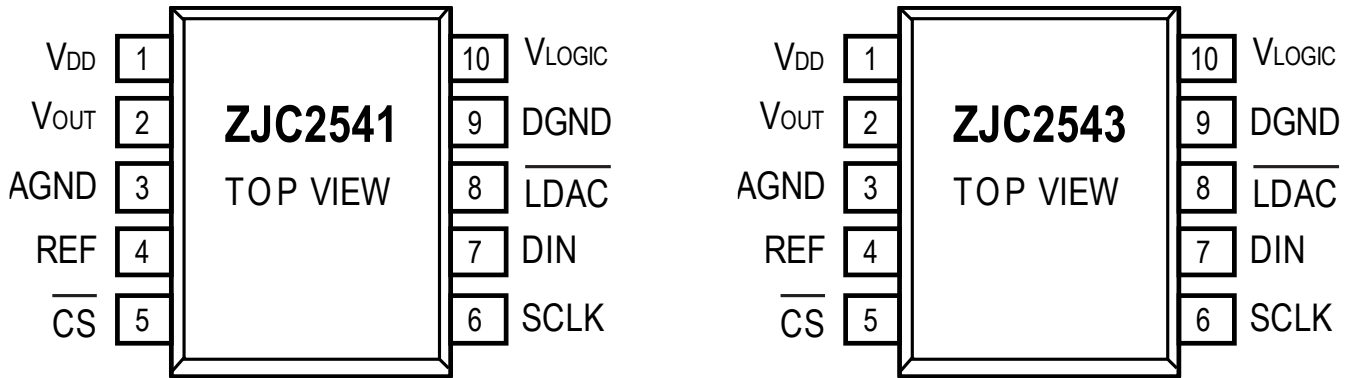 VDD 1 10 VLOGIC
VOUT 2 ZJC2541 9 DGND
AGND 3 TOP VIEW 8 LDAC
REF 4 7 DIN
CS 5 6 SCLK
VDD 1 10 VLOGIC
VOUT 2 ZJC2543 9 DGND
AGND 3 TOP VIEW 8 LDAC
REF 4 7 DIN
CS 5 6 SCLK